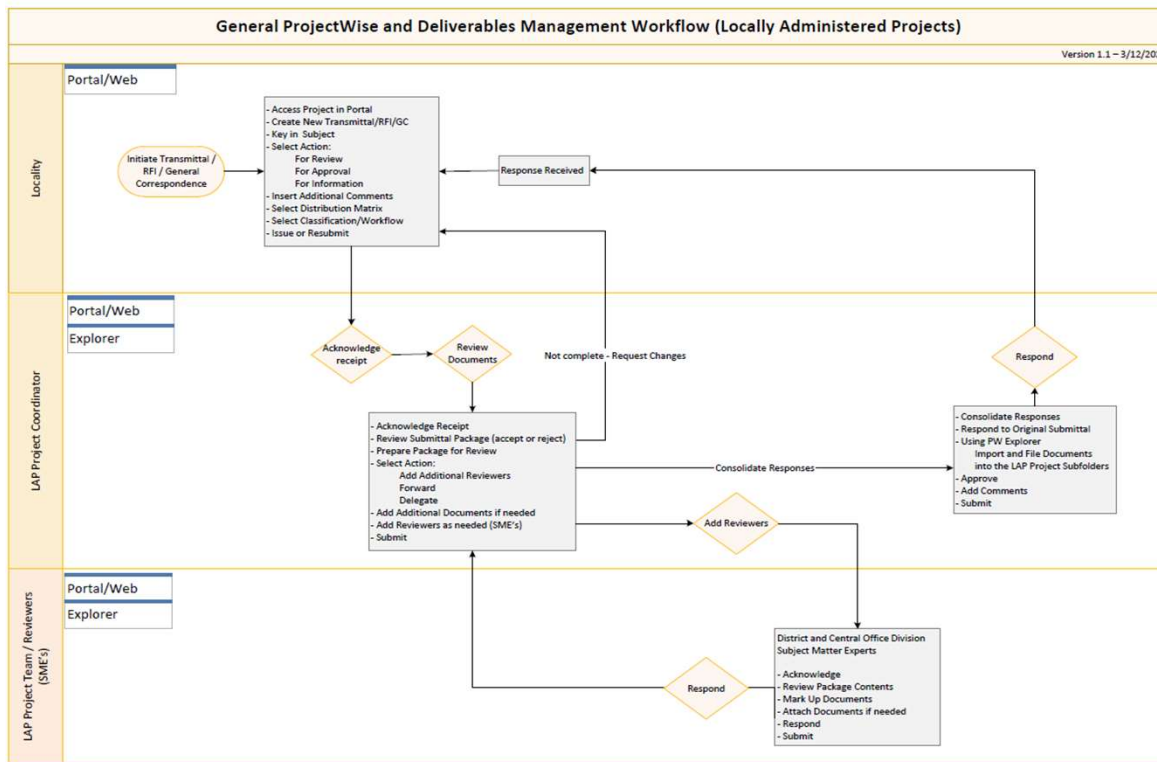 General ProjectWise and Deliverables Management Workflow (Locally Administered Projects)
Version 1.1 – 3/12/20
Locality
Portal/Web
Initiate Transmittal /
RFI / General
Correspondence
- Access Project in Portal
- Create New Transmittal/RFI/GC
- Key in Subject
- Select Action:
For Review
For Approval
For Information
- Insert Additional Comments
- Select Distribution Matrix
- Select Classification/Workflow
- Issue or Resubmit
Response Received
LAP Project Coordinator
Portal/Web
Explorer
Acknowledge
receipt
Review
Documents
Not complete - Request Changes
Respond
- Acknowledge Receipt
- Review Submittal Package (accept or reject)
- Prepare Package for Review
- Select Action:
Add Additional Reviewers
Forward
Delegate
- Add Additional Documents if needed
- Add Reviewers as needed (SME's)
- Submit
Consolidate Responses
Add Reviewers
- Consolidate Responses
- Respond to Original Submittal
- Using PW Explorer
Import and File Documents
into the LAP Project Subfolders
- Approve
- Add Comments
- Submit
LAP Project Team / Reviewers
(SME's)
Portal/Web
Explorer
Respond
District and Central Office Division
Subject Matter Experts
- Acknowledge
- Review Package Contents
- Mark Up Documents
- Attach Documents if needed
- Respond
- Submit